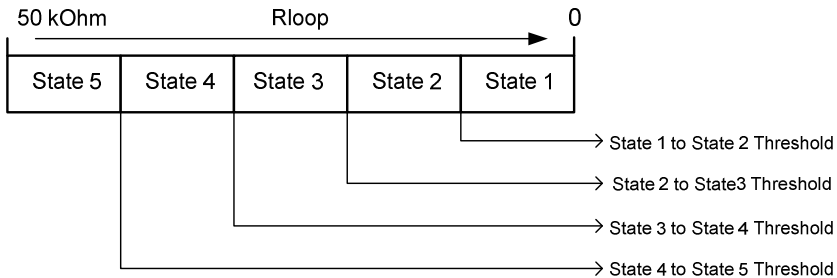 50 kOhm Rloop 0
State 5 State 4 State 3 State 2 State 1
State 1 to State 2 Threshold
State 2 to State3 Threshold
State 3 to State 4 Threshold
State 4 to State 5 Threshold